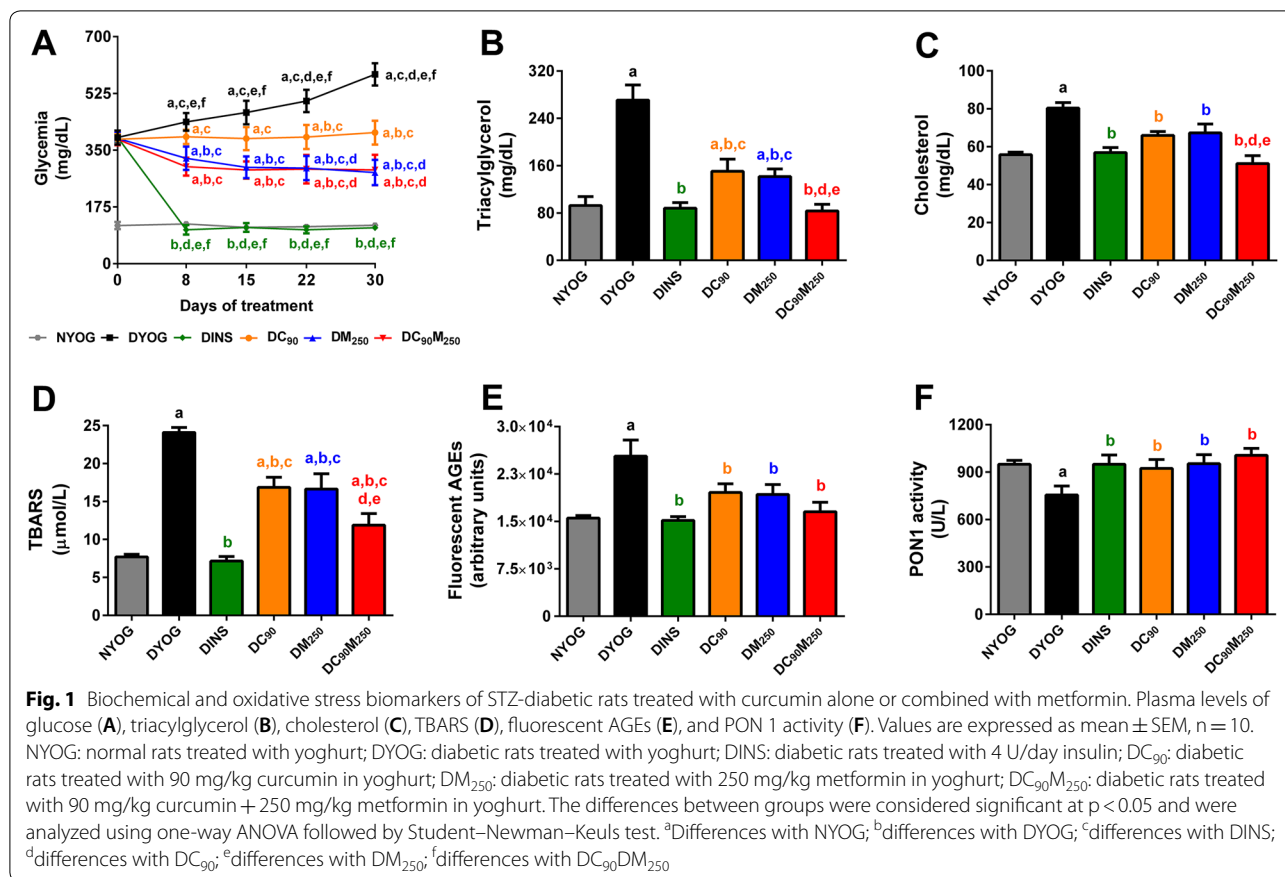 A
700
525
350
175
0
Glycemia
(mg/dL)
a,c,e,f
a,c,e,f
a,c,d,e,f
a,c,d,e,f
a,c
a,c
a,b,c
a,b,c
a,b,c
a,b,c
a,b,c,d
a,b,c,d
a,b,c
a,b,c
a,b,c,d
a,b,c,d
b,d,e,f
b,d,e,f
b,d,e,f
b,d,e,f
0 8 15 22 30
Days of treatment
NYOG DYOG DINS DC₉₀ DM₂₅₀ DC₉₀M₂₅₀
B
320
240
160
80
0
Triacylglycerol
(mg/dL)
a
b
a,b,c
a,b,c
b,d,e
NYOG DYOG DINS DC₉₀ DM₂₅₀ DC₉₀M₂₅₀
C
80
60
40
20
0
Cholesterol
(mg/dL)
a
b
b
b
b,d,e
NYOG DYOG DINS DC₉₀ DM₂₅₀ DC₉₀M₂₅₀
D
25
20
15
10
5
0
TBARS
(µmol/L)
a
b
a,b,c
a,b,c
a,b,c
d,e
NYOG DYOG DINS DC₉₀ DM₂₅₀ DC₉₀M₂₅₀
E
3.0×10⁴
2.3×10⁴
1.5×10⁴
7.5×10³
0
Fluorescent AGEs
(arbitrary units)
a
b
b
b
b
NYOG DYOG DINS DC₉₀ DM₂₅₀ DC₉₀M₂₅₀
F
1200
900
600
300
0
PON1 activity
(U/L)
a
b
b
b
b
NYOG DYOG DINS DC₉₀ DM₂₅₀ DC₉₀M₂₅₀
Fig. 1 Biochemical and oxidative stress biomarkers of STZ-diabetic rats treated with curcumin alone or combined with metformin. Plasma levels of
glucose (A), triacylglycerol (B), cholesterol (C), TBARS (D), fluorescent AGEs (E), and PON 1 activity (F). Values are expressed as mean ± SEM, n = 10.
NYOG: normal rats treated with yoghurt; DYOG: diabetic rats treated with yoghurt; DINS: diabetic rats treated with 4 U/day insulin; DC₉₀: diabetic
rats treated with 90 mg/kg curcumin in yoghurt; DM₂₅₀: diabetic rats treated with 250 mg/kg metformin in yoghurt; DC₉₀M₂₅₀: diabetic rats treated
with 90 mg/kg curcumin + 250 mg/kg metformin in yoghurt. The differences between groups were considered significant at p < 0.05 and were
analyzed using one-way ANOVA followed by Student–Newman–Keuls test. ᵃDifferences with NYOG; ᵇdifferences with DYOG; ᶜdifferences with DINS;
ᵈdifferences with DC₉₀; ᵉdifferences with DM₂₅₀; ᶠdifferences with DC₉₀DM₂₅₀